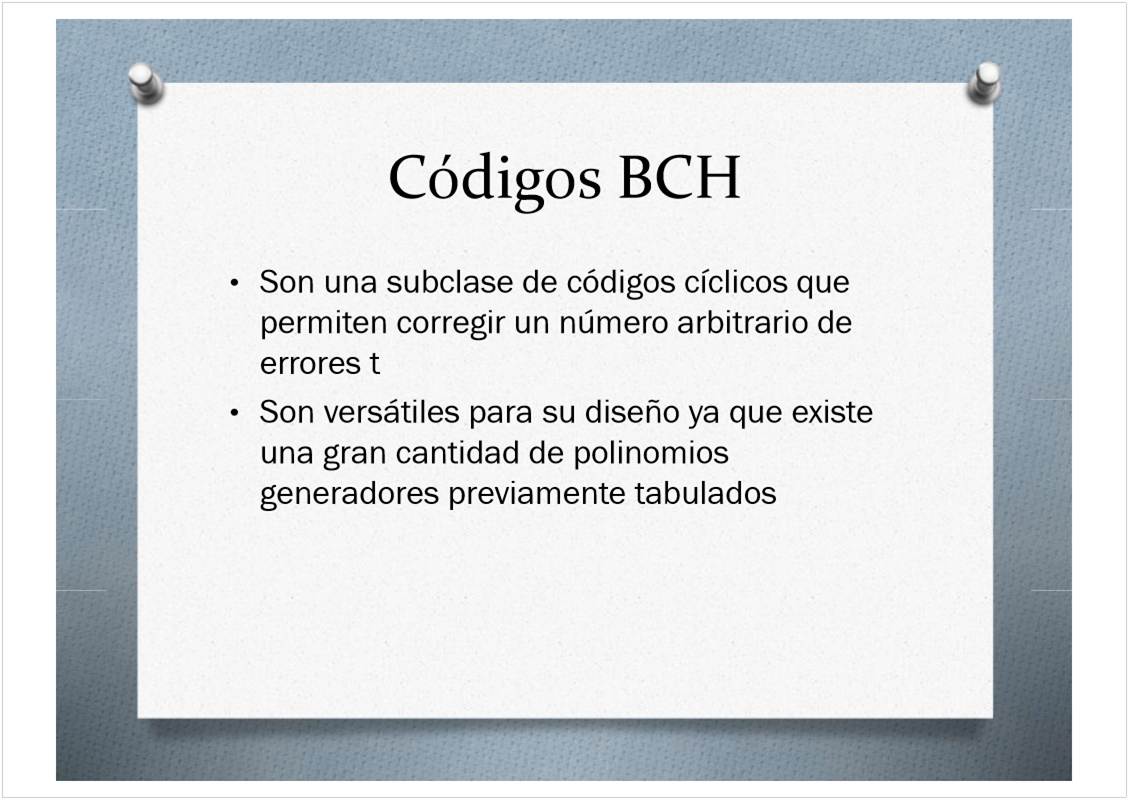 Códigos BCH
• Son una subclase de códigos cíclicos que
permiten corregir un número arbitrario de
errores t
• Son versátiles para su diseño ya que existe
una gran cantidad de polinomios
generadores previamente tabulados